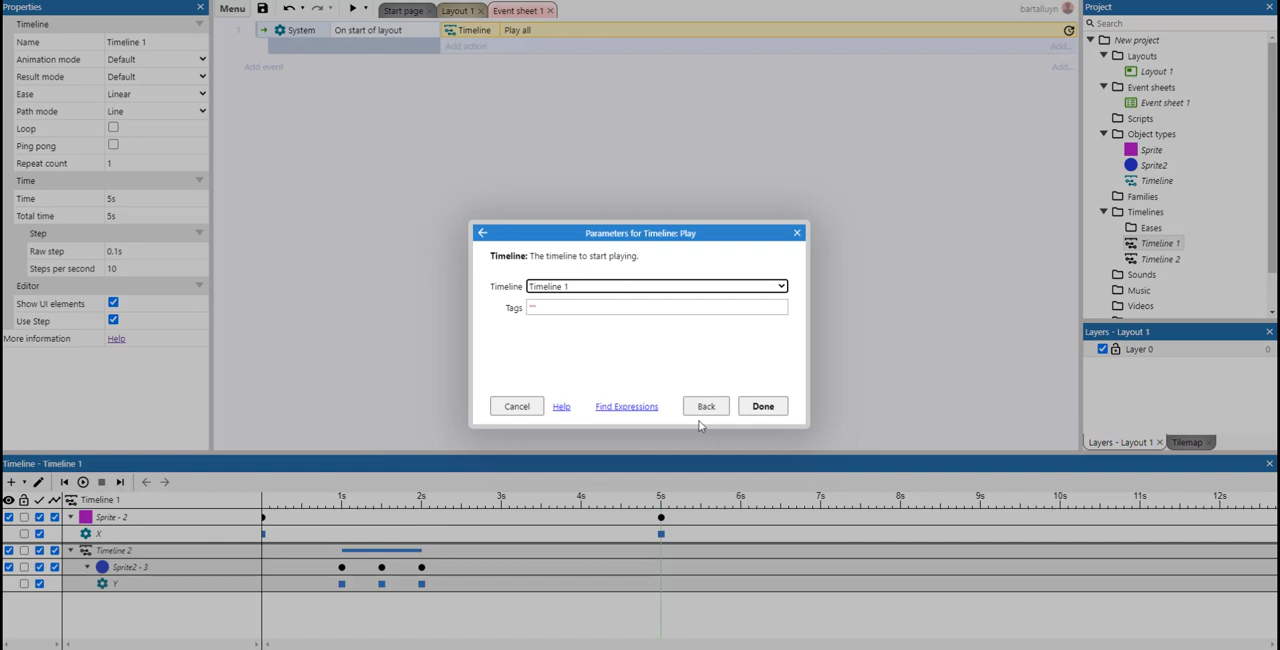 Properties
Timeline
Name Timeline 1
Animation mode Default
Result mode Default
Ease Linear
Path mode Line
Loop
Ping pong
Repeat count 1
Time
Time 5s
Total time 5s
Step
Raw step 0.1s
Steps per second 10
Editor
Show UI elements
Use Step
More information Help
Menu
Start page
Layout 1
Event sheet 1
bartalluyn
1 System On start of layout Timeline Play all
Add action Add...
Add event Add...
Parameters for Timeline: Play
Timeline: The timeline to start playing.
Timeline Timeline 1
Tags ""
Cancel Help Find Expressions Back Done
Project
Search
New project
Layouts
Layout 1
Event sheets
Event sheet 1
Scripts
Object types
Sprite
Sprite2
Timeline
Families
Timelines
Eases
Timeline 1
Timeline 2
Sounds
Music
Videos
Layers - Layout 1
Layer 0 0
Layers - Layout 1 Tilemap
Timeline - Timeline 1
Timeline 1 1s 2s 3s 4s 5s 6s 7s 8s 9s 10s 11s 12s
Sprite - 2
X
Timeline 2
Sprite2 - 3
Y